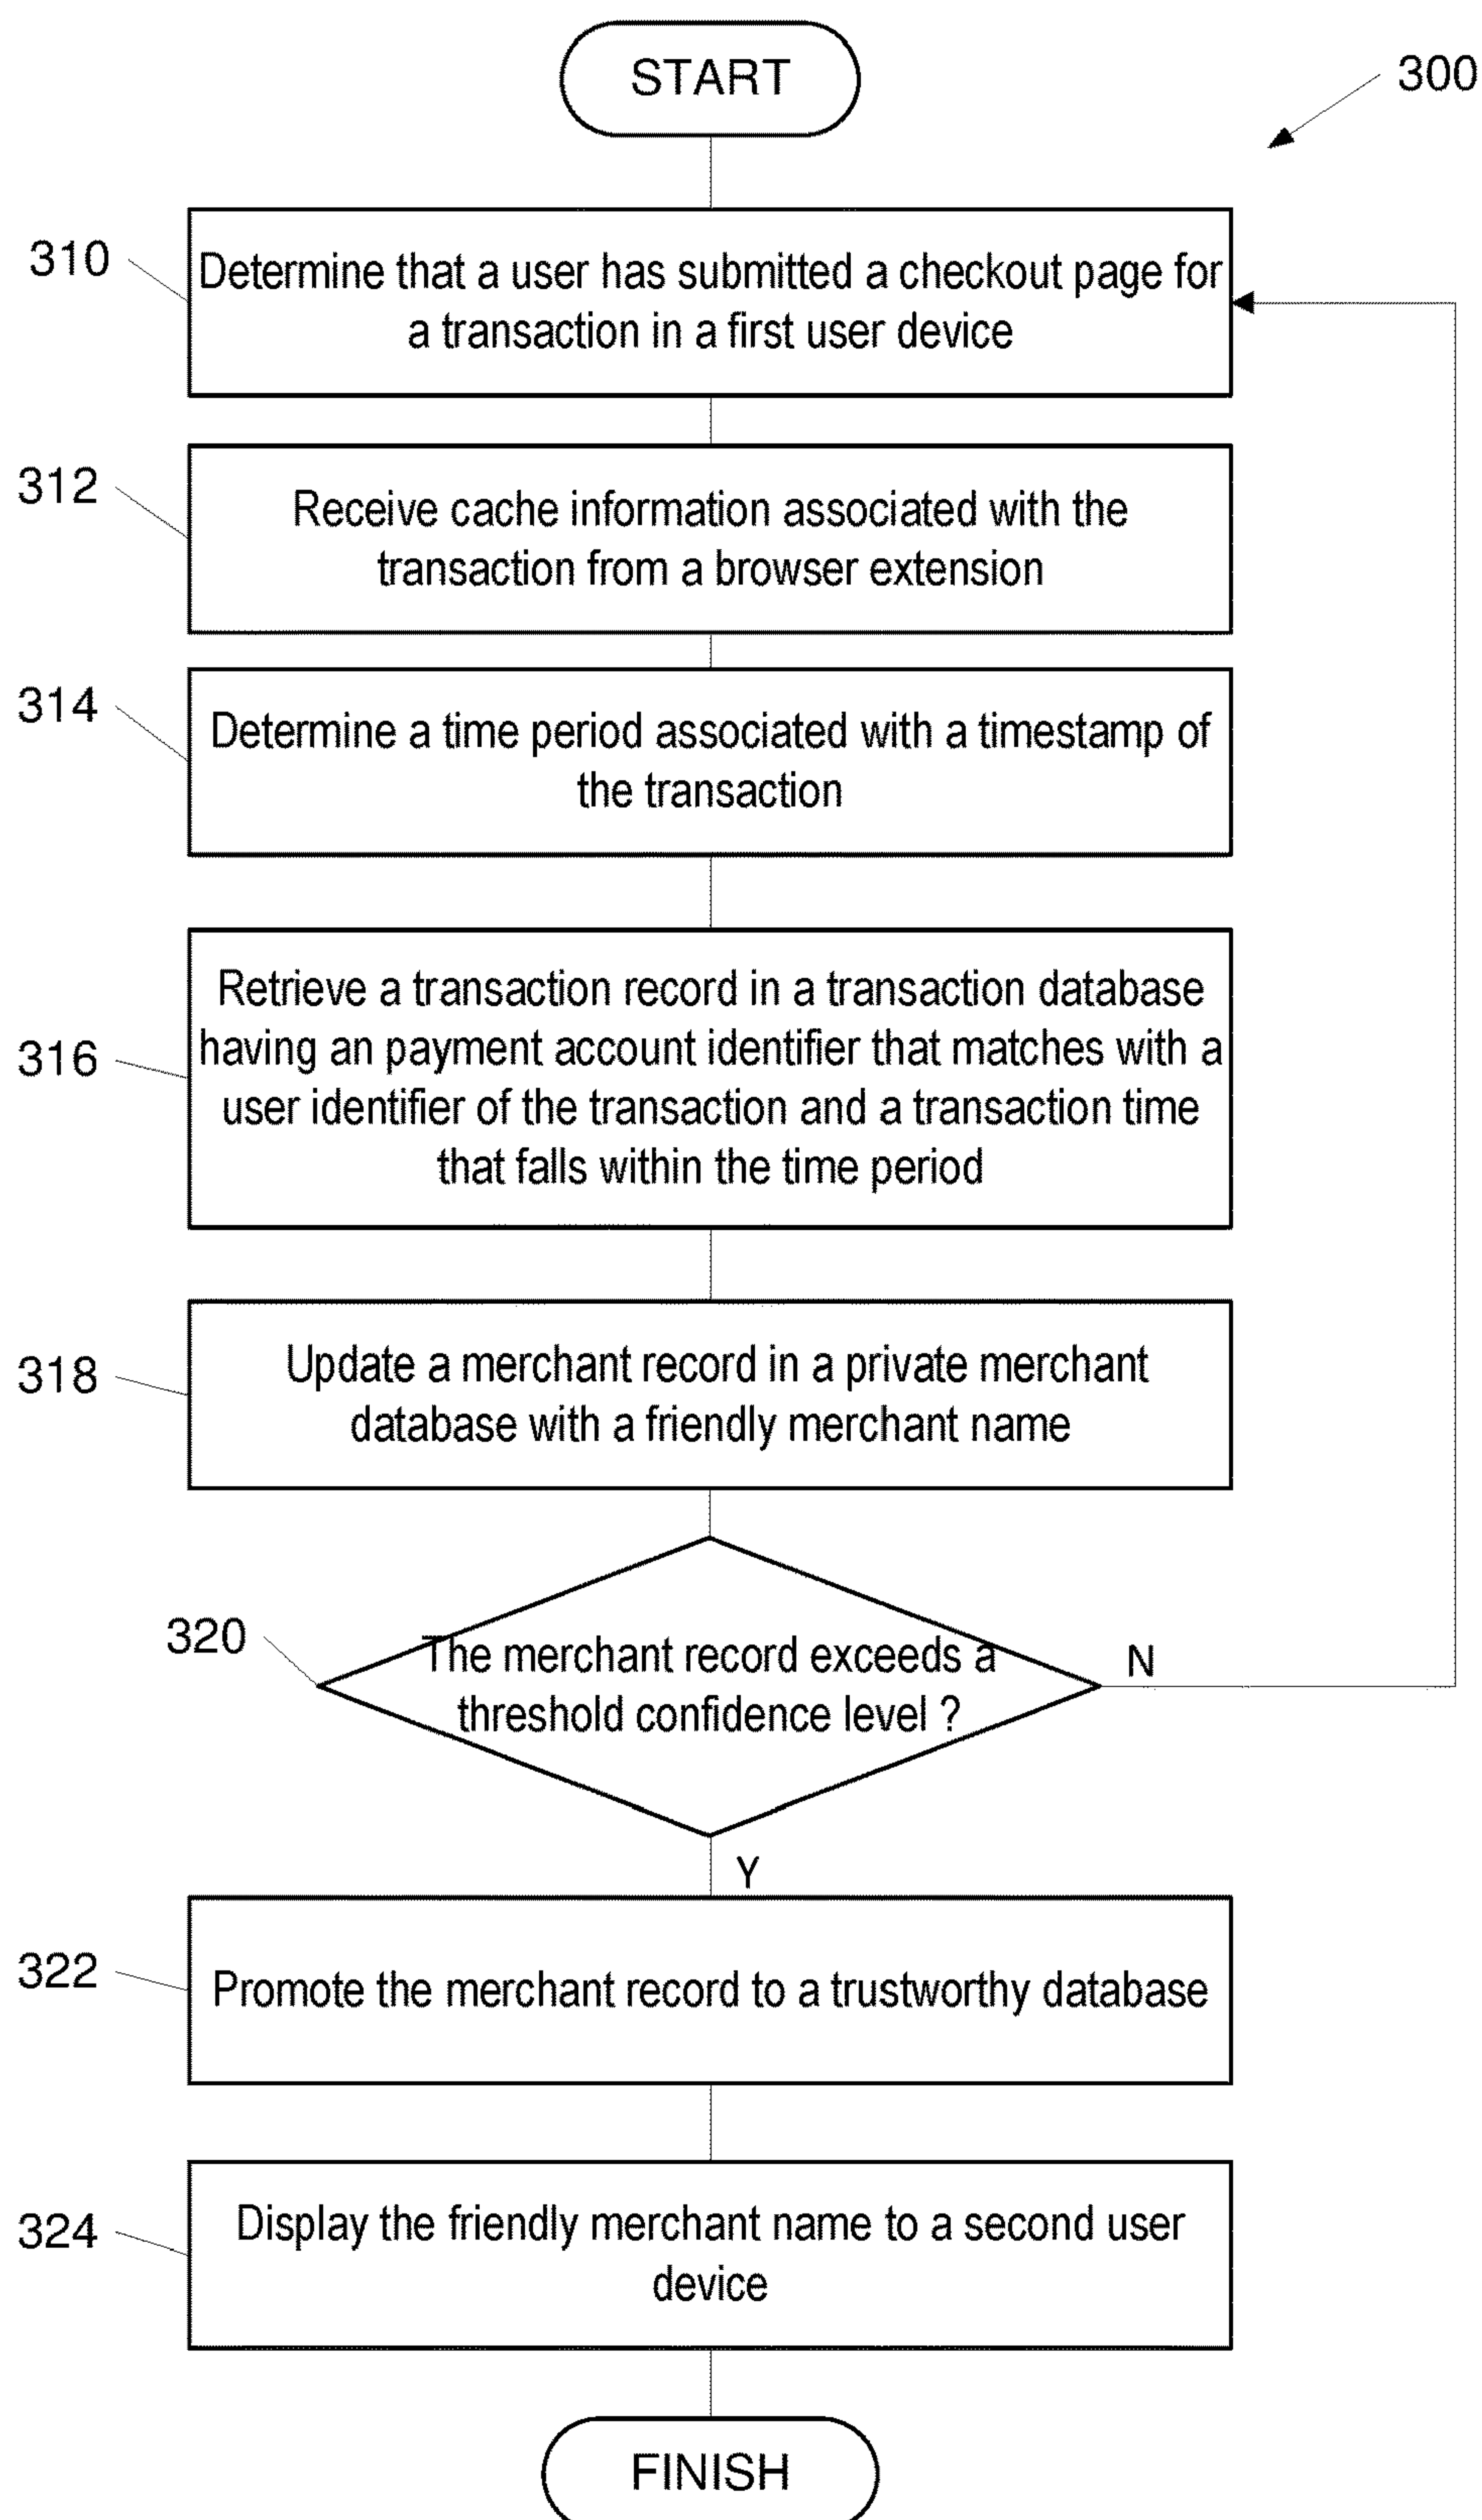 START
300
310
Determine that a user has submitted a checkout page for
a transaction in a first user device
312
Receive cache information associated with the
transaction from a browser extension
314
Determine a time period associated with a timestamp of
the transaction
316
Retrieve a transaction record in a transaction database
having an payment account identifier that matches with a
user identifier of the transaction and a transaction time
that falls within the time period
318
Update a merchant record in a private merchant
database with a friendly merchant name
320
The merchant record exceeds a
threshold confidence level ?
N
Y
322
Promote the merchant record to a trustworthy database
324
Display the friendly merchant name to a second user
device
FINISH